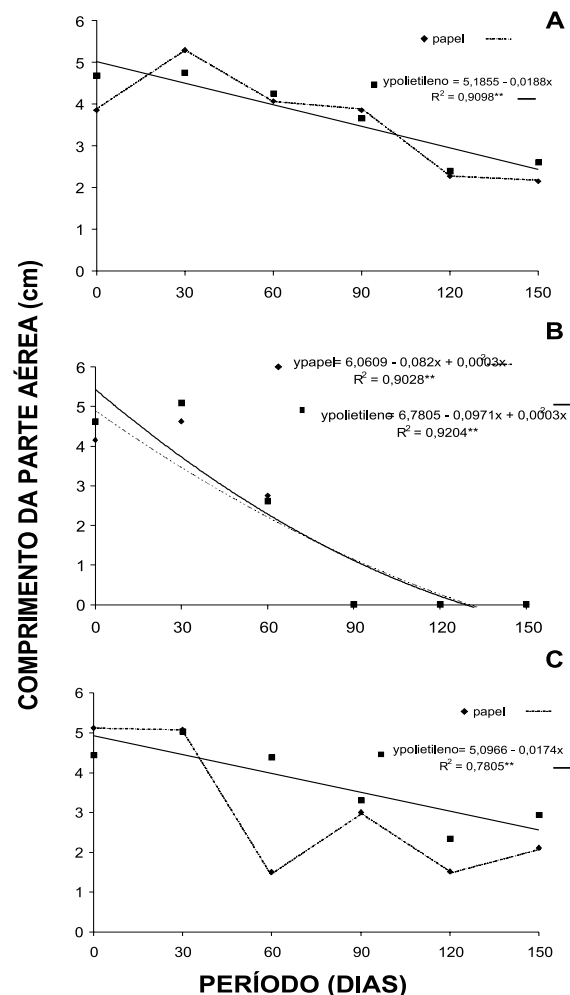 COMPRIMENTO DA PARTE AÉREA (cm)
A
papel
ypolietileno = 5,1855 - 0,0188x
R² = 0,9098**
6
5
4
3
2
1
0
0 30 60 90 120 150
B
ypapel= 6,0609 - 0,082x + 0,0003x²
R² = 0,9028**
ypolietileno= 6,7805 - 0,0971x + 0,0003x²
R² = 0,9204**
6
5
4
3
2
1
0
0 30 60 90 120 150
C
papel
ypolietileno= 5,0966 - 0,0174x
R² = 0,7805**
6
5
4
3
2
1
0
0 30 60 90 120 150
PERÍODO (DIAS)